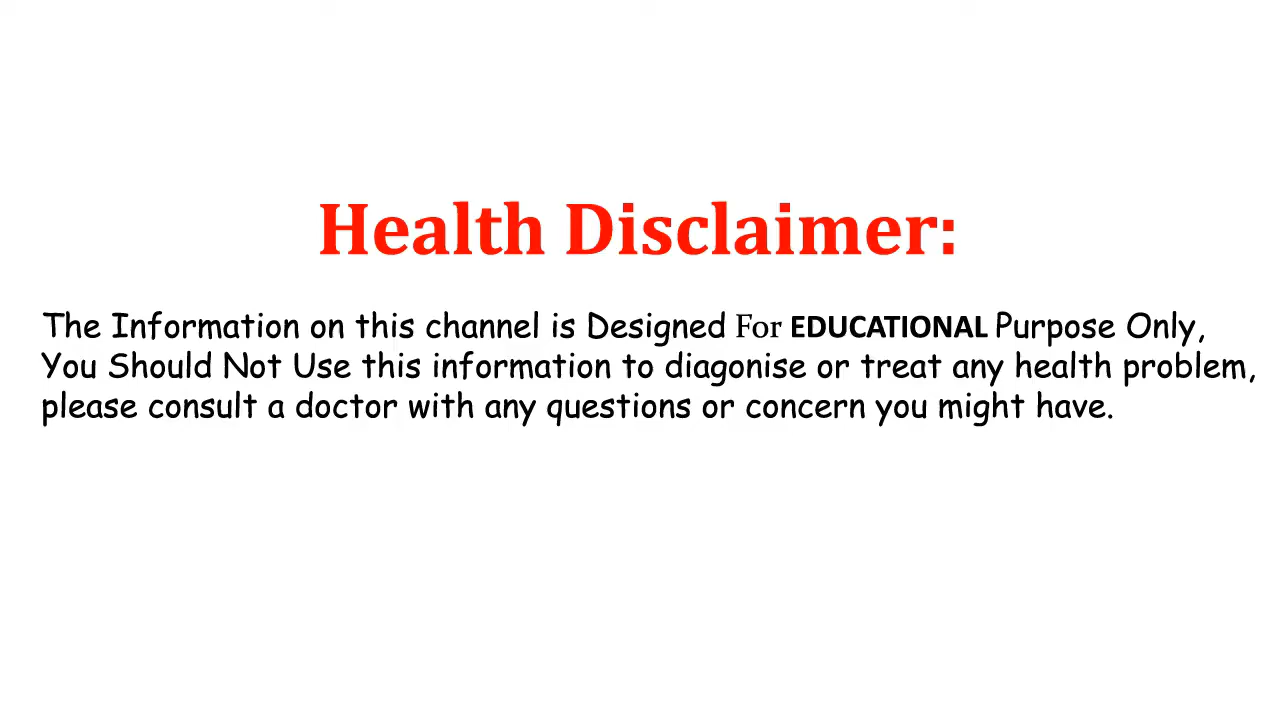 Health Disclaimer:
The Information on this channel is Designed For EDUCATIONAL Purpose Only,
You Should Not Use this information to diagonise or treat any health problem,
please consult a doctor with any questions or concern you might have.